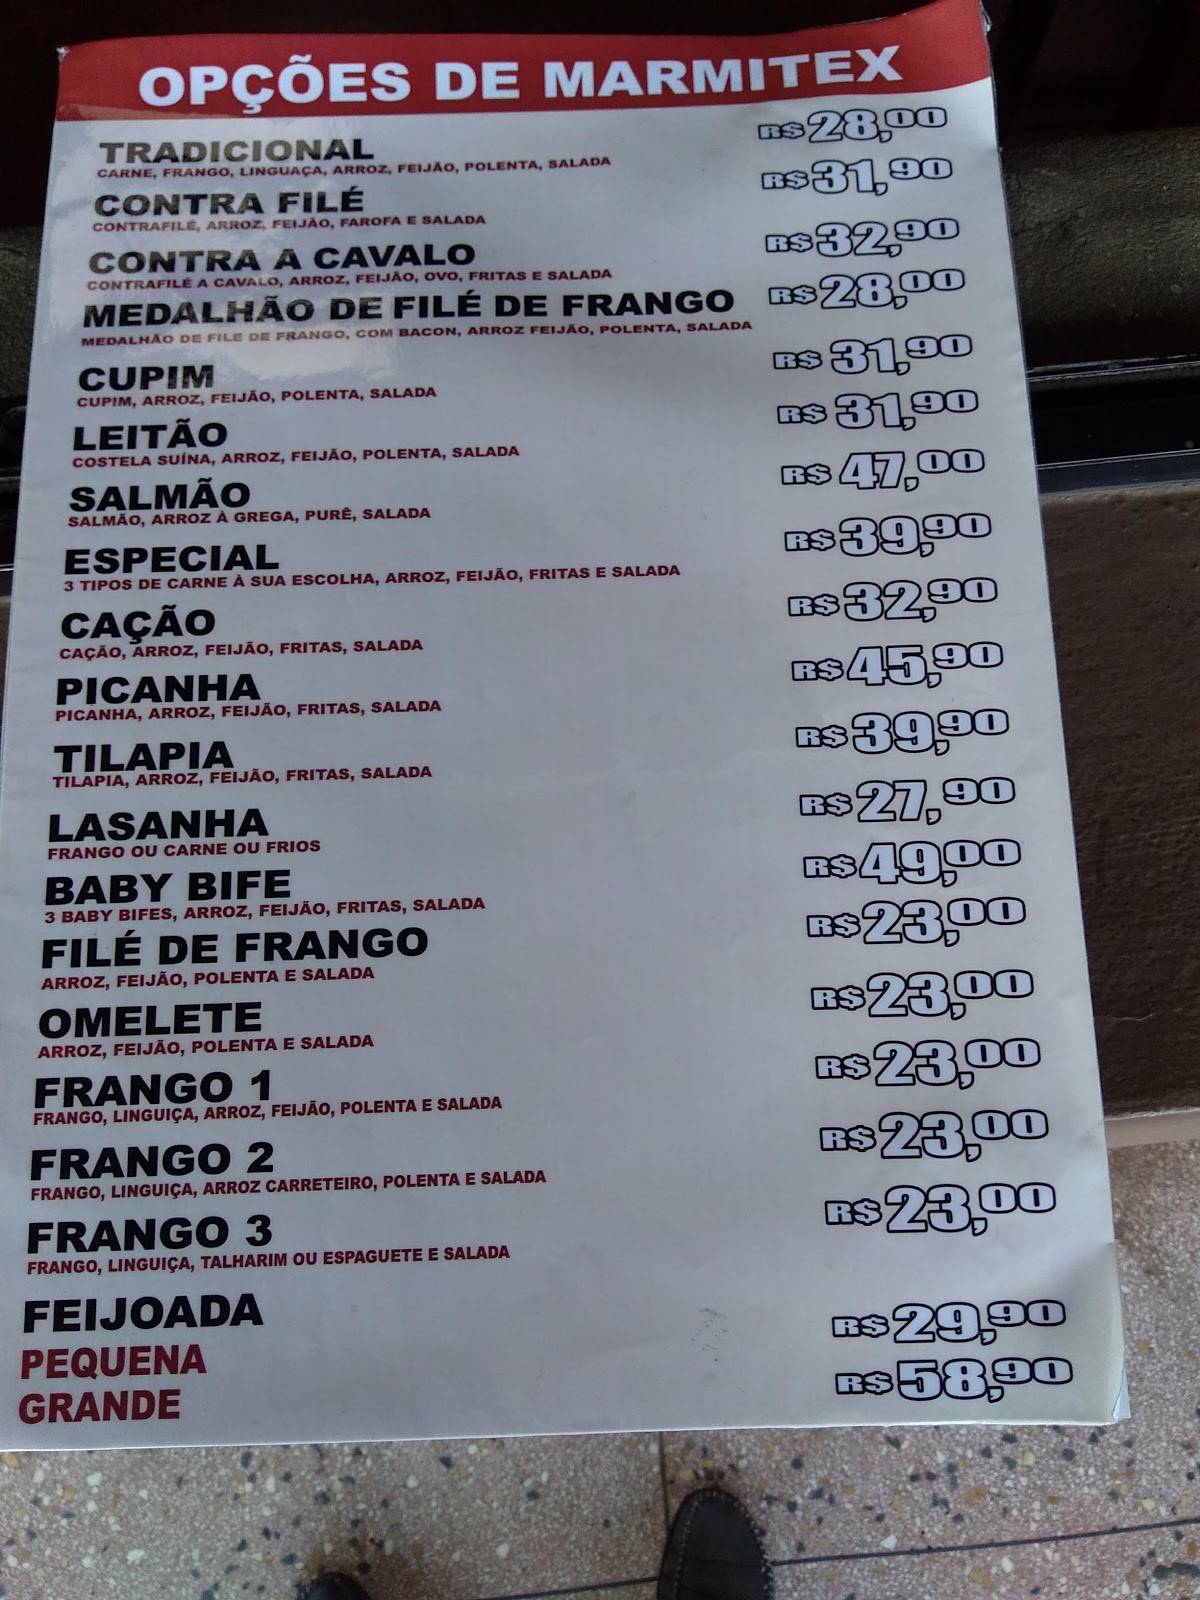 OPÇÕES DE MARMITEX
TRADICIONAL R$28,00
CARNE, FRANGO, LINGUAÇA, ARROZ, FEIJÃO, POLENTA, SALADA
CONTRA FILÉ R$31,90
CONTRAFILÉ, ARROZ, FEIJÃO, FAROFA E SALADA
CONTRA A CAVALO R$32,90
CONTRAFILÉ A CAVALO, ARROZ, FEIJÃO, OVO, FRITAS E SALADA
MEDALHÃO DE FILÉ DE FRANGO R$28,00
MEDALHÃO DE FILE DE FRANGO, COM BACON, ARROZ FEIJÃO, POLENTA, SALADA
CUPIM R$31,90
CUPIM, ARROZ, FEIJÃO, POLENTA, SALADA
LEITÃO R$31,90
COSTELA SUÍNA, ARROZ, FEIJÃO, POLENTA, SALADA
SALMÃO R$47,00
SALMÃO, ARROZ À GREGA, PURÊ, SALADA
ESPECIAL R$39,90
3 TIPOS DE CARNE À SUA ESCOLHA, ARROZ, FEIJÃO, FRITAS E SALADA
CAÇÃO R$32,90
CAÇÃO, ARROZ, FEIJÃO, FRITAS, SALADA
PICANHA R$45,90
PICANHA, ARROZ, FEIJÃO, FRITAS, SALADA
TILAPIA R$39,90
TILAPIA, ARROZ, FEIJÃO, FRITAS, SALADA
LASANHA R$27,90
FRANGO OU CARNE OU FRIOS
BABY BIFE R$49,00
3 BABY BIFES, ARROZ, FEIJÃO, FRITAS, SALADA
FILÉ DE FRANGO R$23,00
ARROZ, FEIJÃO, POLENTA E SALADA
OMELETE R$23,00
ARROZ, FEIJÃO, POLENTA E SALADA
FRANGO 1 R$23,00
FRANGO, LINGUIÇA, ARROZ, FEIJÃO, POLENTA E SALADA
FRANGO 2 R$23,00
FRANGO, LINGUIÇA, ARROZ CARRETEIRO, POLENTA E SALADA
FRANGO 3 R$23,00
FRANGO, LINGUIÇA, TALHARIM OU ESPAGUETE E SALADA
FEIJOADA
PEQUENA R$29,90
GRANDE R$58,90